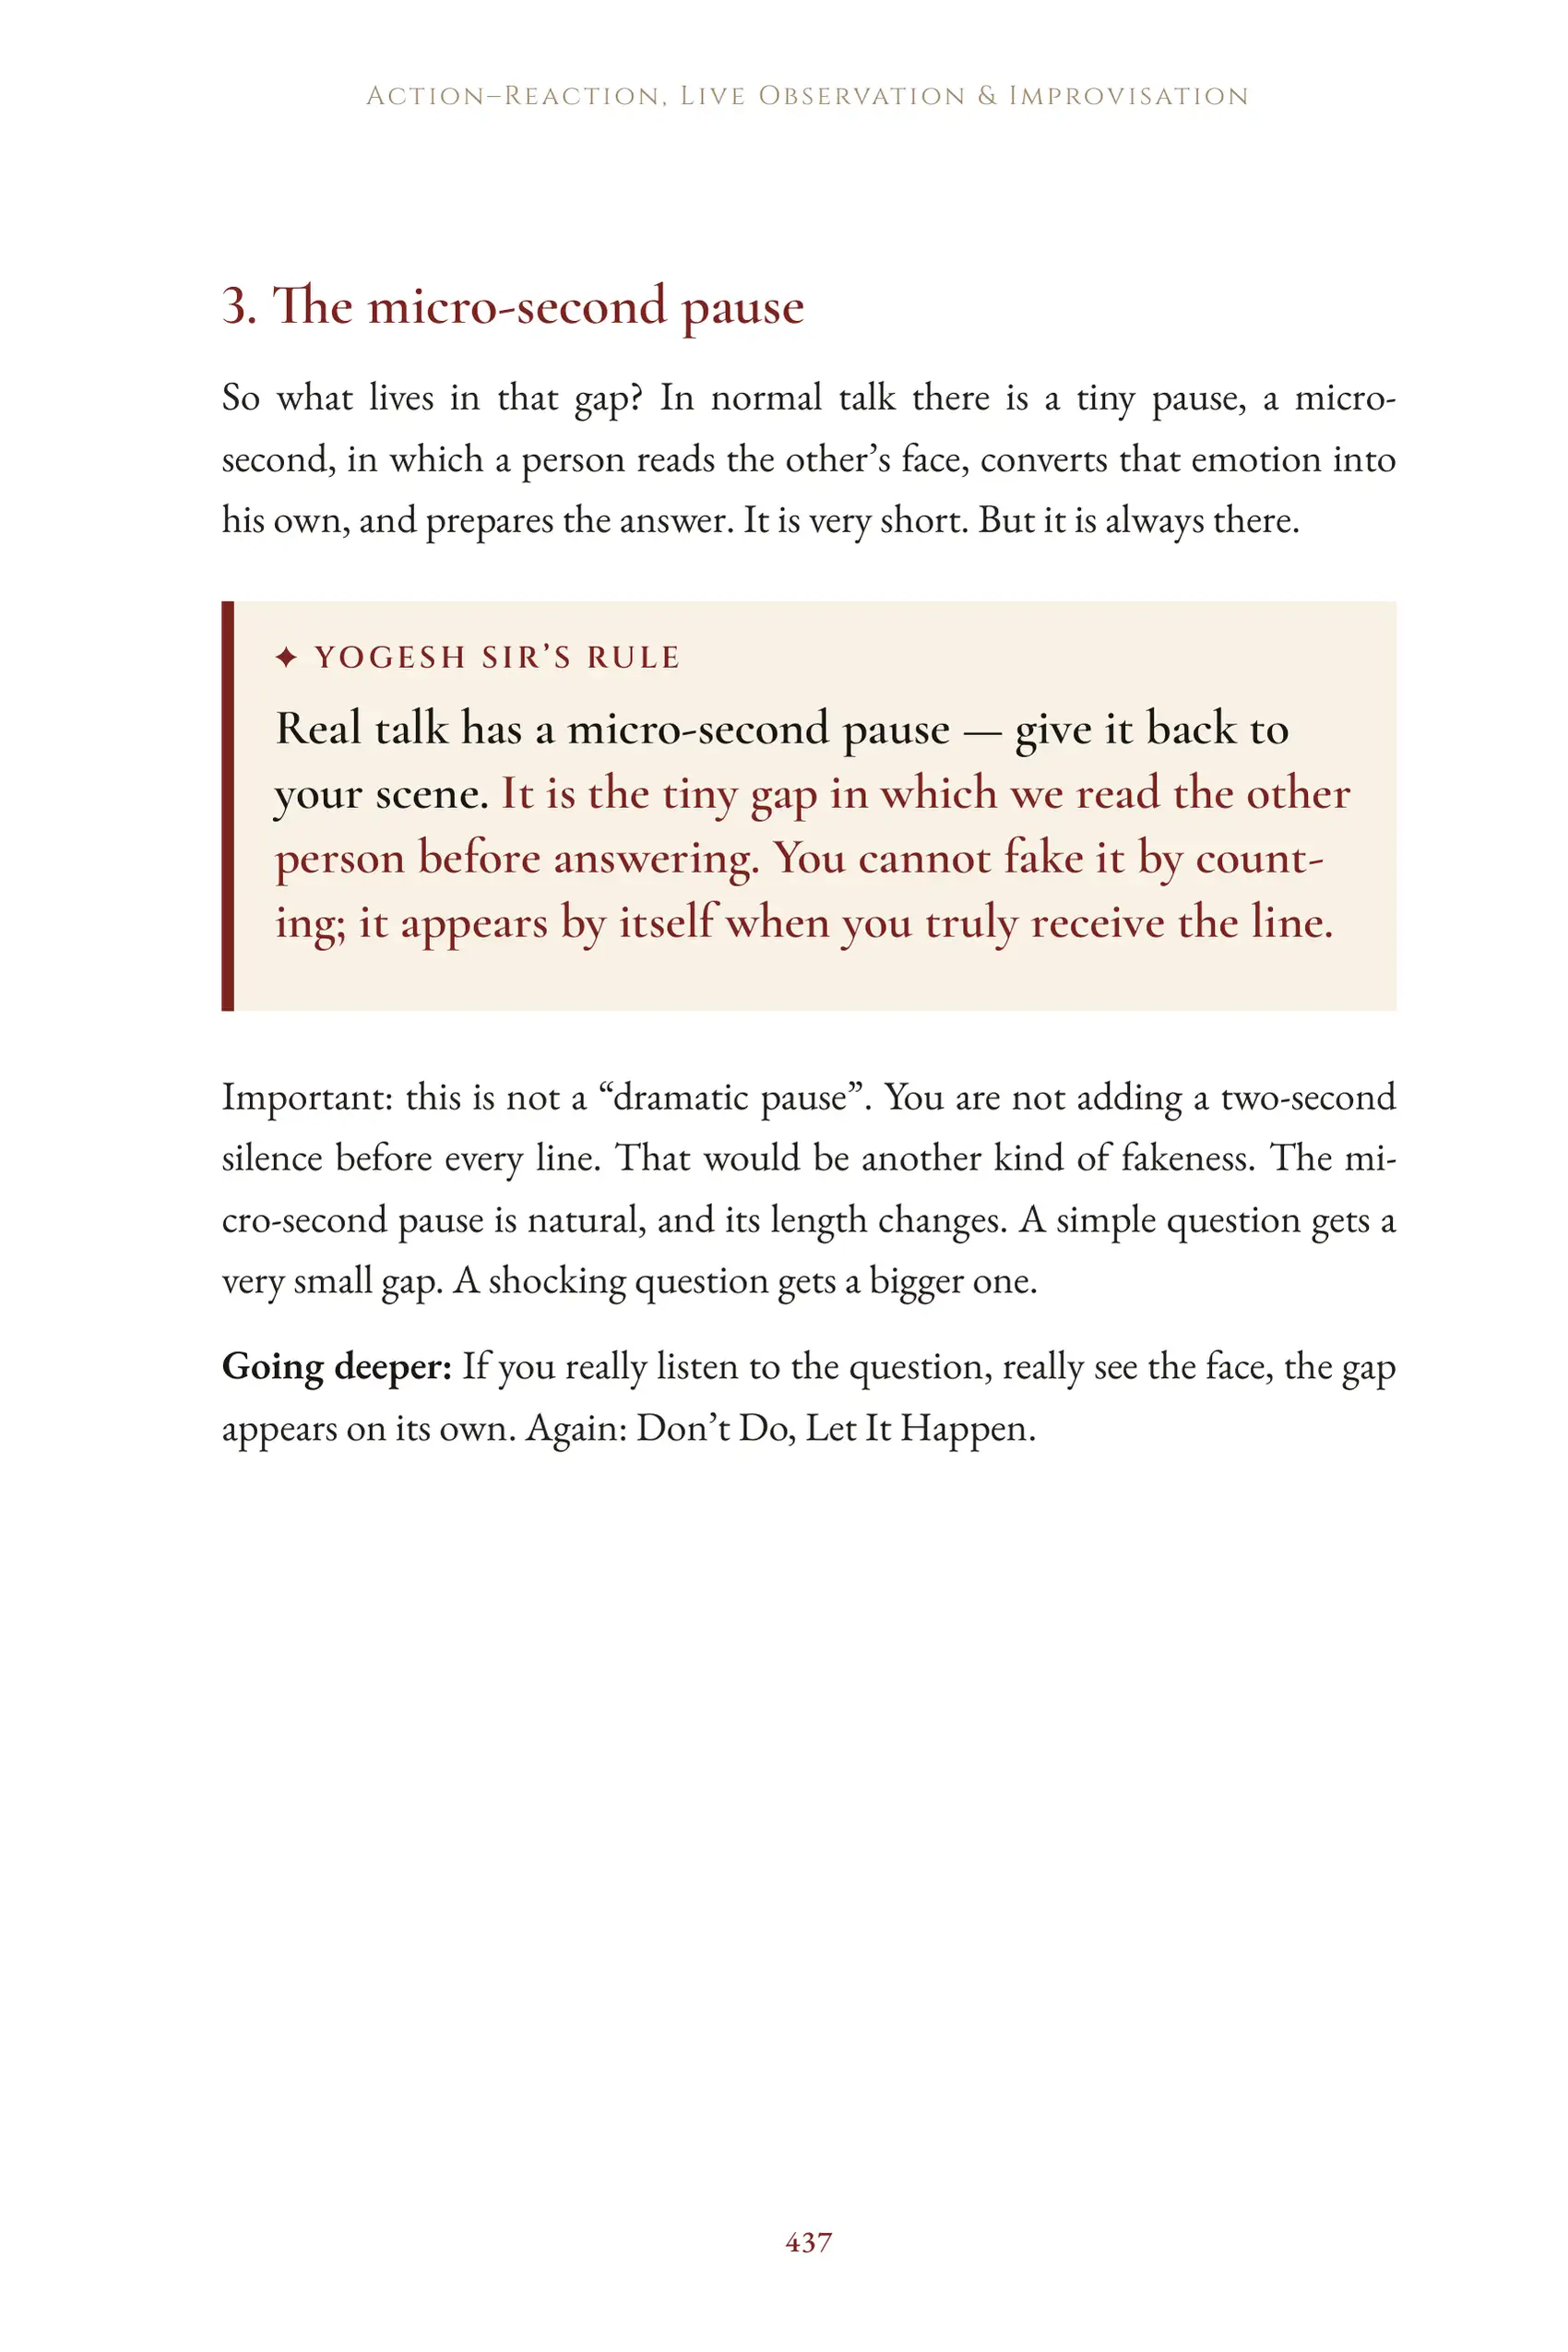 Action–Reaction, Live Observation & Improvisation
3. The micro-second pause
So what lives in that gap? In normal talk there is a tiny pause, a micro-
second, in which a person reads the other’s face, converts that emotion into
his own, and prepares the answer. It is very short. But it is always there.
✦ YOGESH SIR’S RULE
Real talk has a micro-second pause — give it back to
your scene. It is the tiny gap in which we read the other
person before answering. You cannot fake it by count-
ing; it appears by itself when you truly receive the line.
Important: this is not a “dramatic pause”. You are not adding a two-second
silence before every line. That would be another kind of fakeness. The mi-
cro-second pause is natural, and its length changes. A simple question gets a
very small gap. A shocking question gets a bigger one.
Going deeper: If you really listen to the question, really see the face, the gap
appears on its own. Again: Don’t Do, Let It Happen.
437